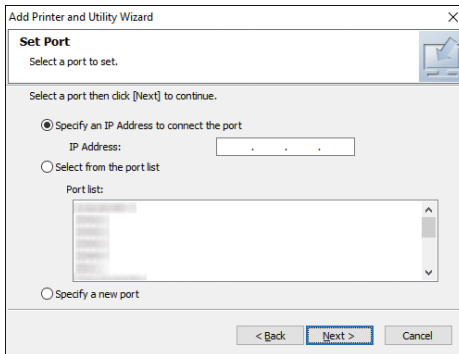 Add Printer and Utility Wizard
Set Port
Select a port to set.
Select a port then click [Next] to continue.
Specify an IP Address to connect the port
IP Address: . . .
Select from the port list
Port list:
Specify a new port
< Back Next > Cancel